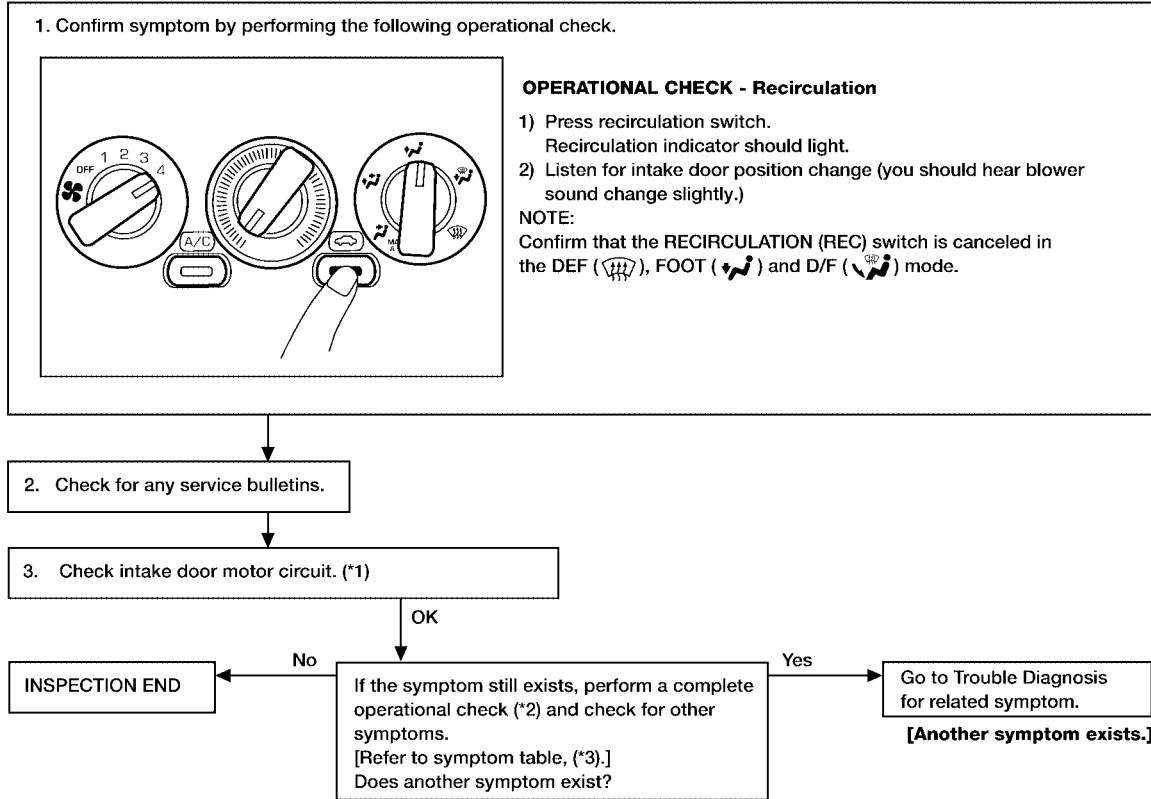 1. Confirm symptom by performing the following operational check.
OFF 1 2 3 4
A/C
MA
A
OPERATIONAL CHECK - Recirculation
1) Press recirculation switch.
Recirculation indicator should light.
2) Listen for intake door position change (you should hear blower
sound change slightly.)
NOTE:
Confirm that the RECIRCULATION (REC) switch is canceled in
the DEF ( ), FOOT ( ) and D/F ( ) mode.
2. Check for any service bulletins.
3. Check intake door motor circuit. (*1)
OK
No
Yes
INSPECTION END
If the symptom still exists, perform a complete
operational check (*2) and check for other
symptoms.
[Refer to symptom table, (*3).]
Does another symptom exist?
Go to Trouble Diagnosis
for related symptom.
[Another symptom exists.]